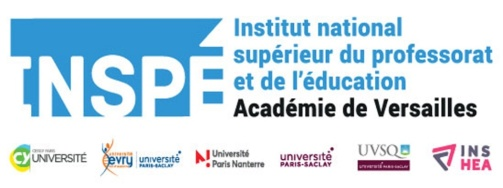 INSPÉ
Institut national
supérieur du professorat
et de l'éducation
Académie de Versailles
CY
CERGY PARIS
UNIVERSITÉ
université
evry
université
PARIS-SACLAY
Université
Paris Nanterre
université
PARIS-SACLAY
UVSQ
université PARIS-SACLAY
INS
HEA